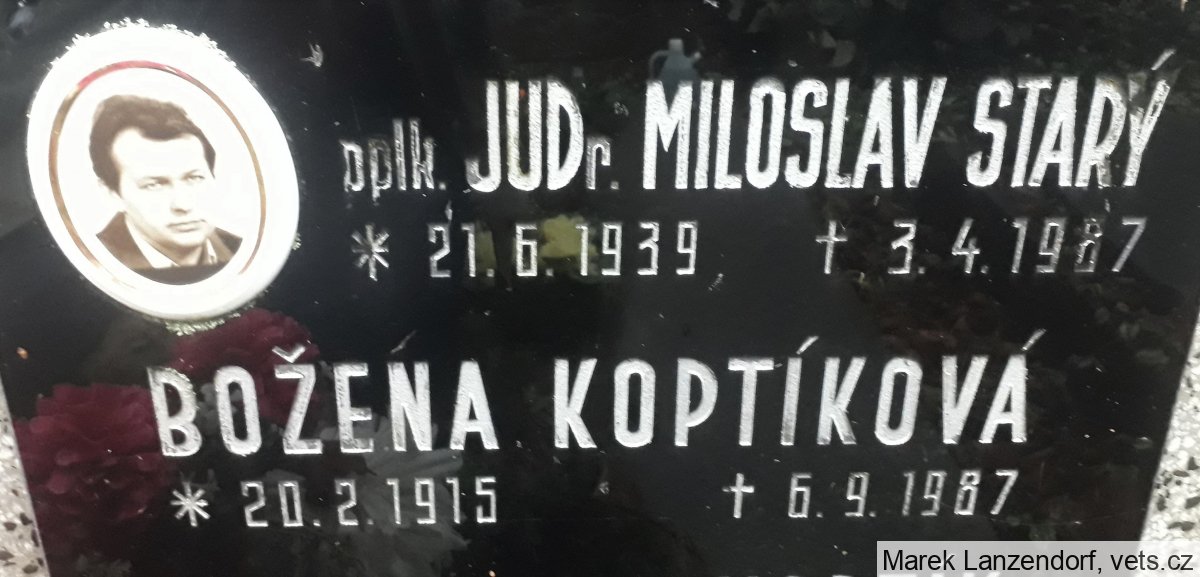 pplk. JUDr. MILOSLAV STARÝ
* 21.6.1939 † 3.4.1987
BOŽENA KOPTÍKOVÁ
* 20.2.1915 † 6.9.1987
Marek Lanzendorf, vets.cz